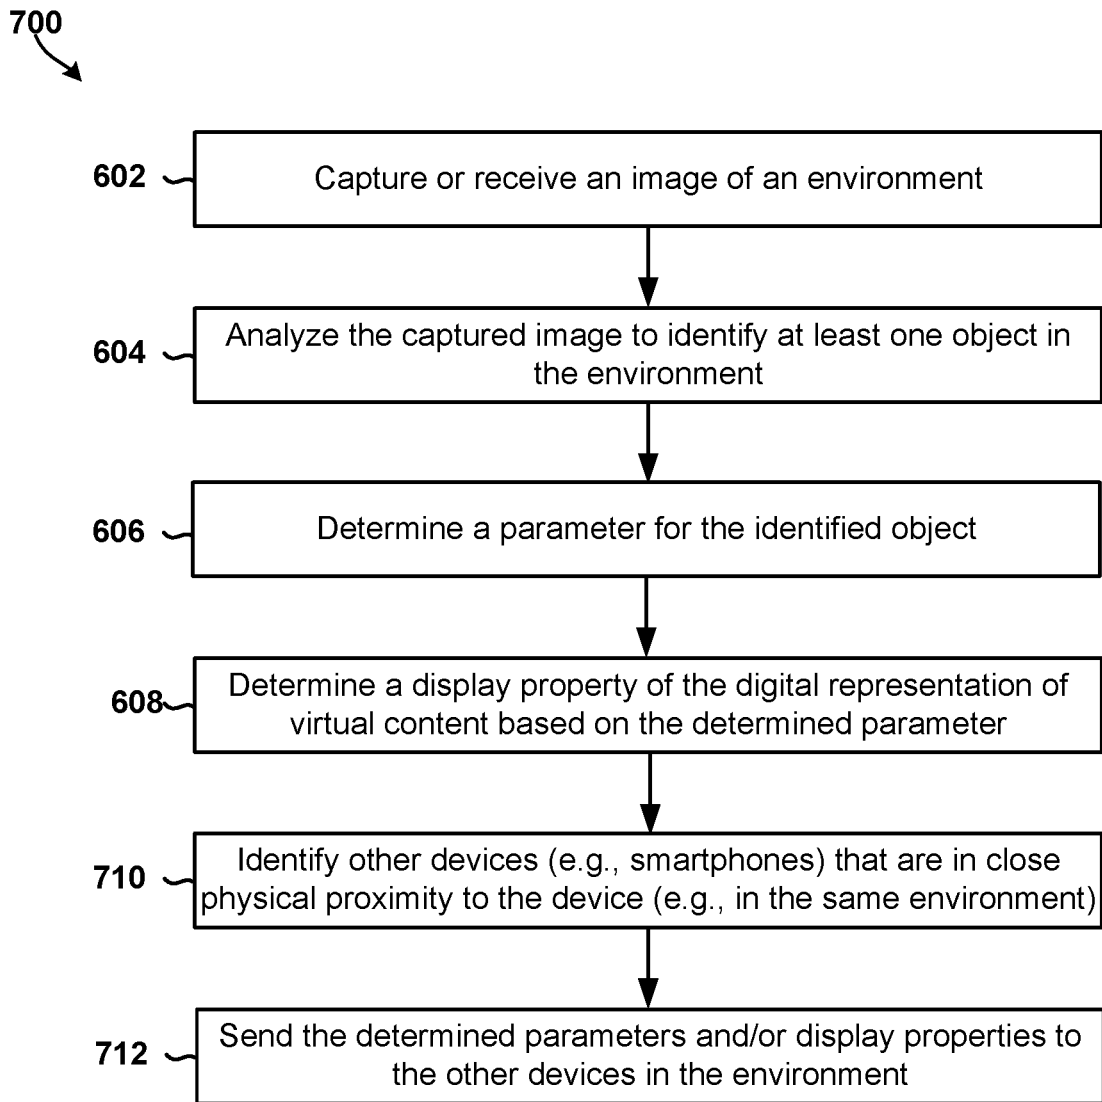 700
602
Capture or receive an image of an environment
604
Analyze the captured image to identify at least one object in
the environment
606
Determine a parameter for the identified object
608
Determine a display property of the digital representation of
virtual content based on the determined parameter
710
Identify other devices (e.g., smartphones) that are in close
physical proximity to the device (e.g., in the same environment)
712
Send the determined parameters and/or display properties to
the other devices in the environment